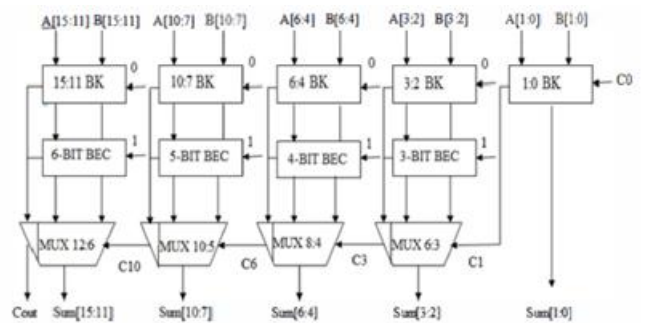 A[15:11] B[15:11] A[10:7] B[10:7] A[6:4] B[6:4] A[3:2] B[3:2] A[1:0] B[1:0]
0 0 0 0
15:11 BK 10:7 BK 6:4 BK 3:2 BK 1:0 BK C0
1 1 1 1
6-BIT BEC 5-BIT BEC 4-BIT BEC 3-BIT BEC
MUX 12:6 MUX 10:5 MUX 8:4 MUX 6:3
C10 C6 C3 C1
Cout Sum[15:11] Sum[10:7] Sum[6:4] Sum[3:2] Sum[1:0]